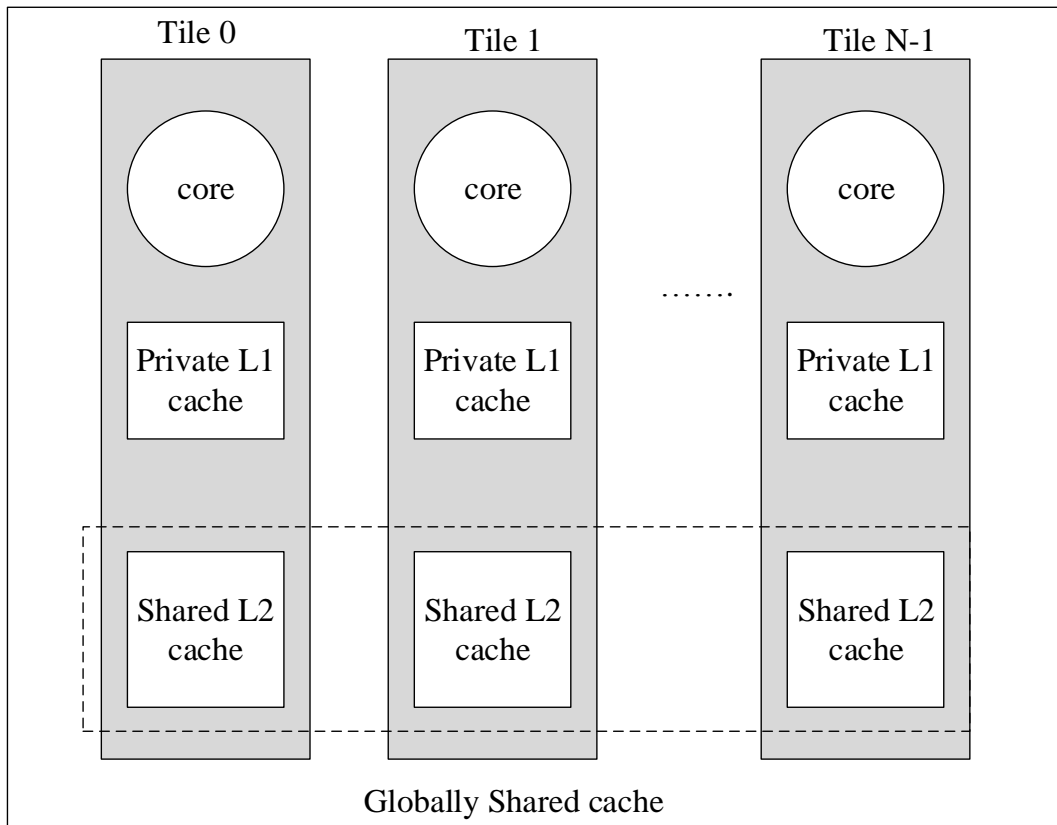 Tile 0
Tile 1
Tile N-1
core
core
core
.......
Private L1
cache
Private L1
cache
Private L1
cache
Shared L2
cache
Shared L2
cache
Shared L2
cache
Globally Shared cache